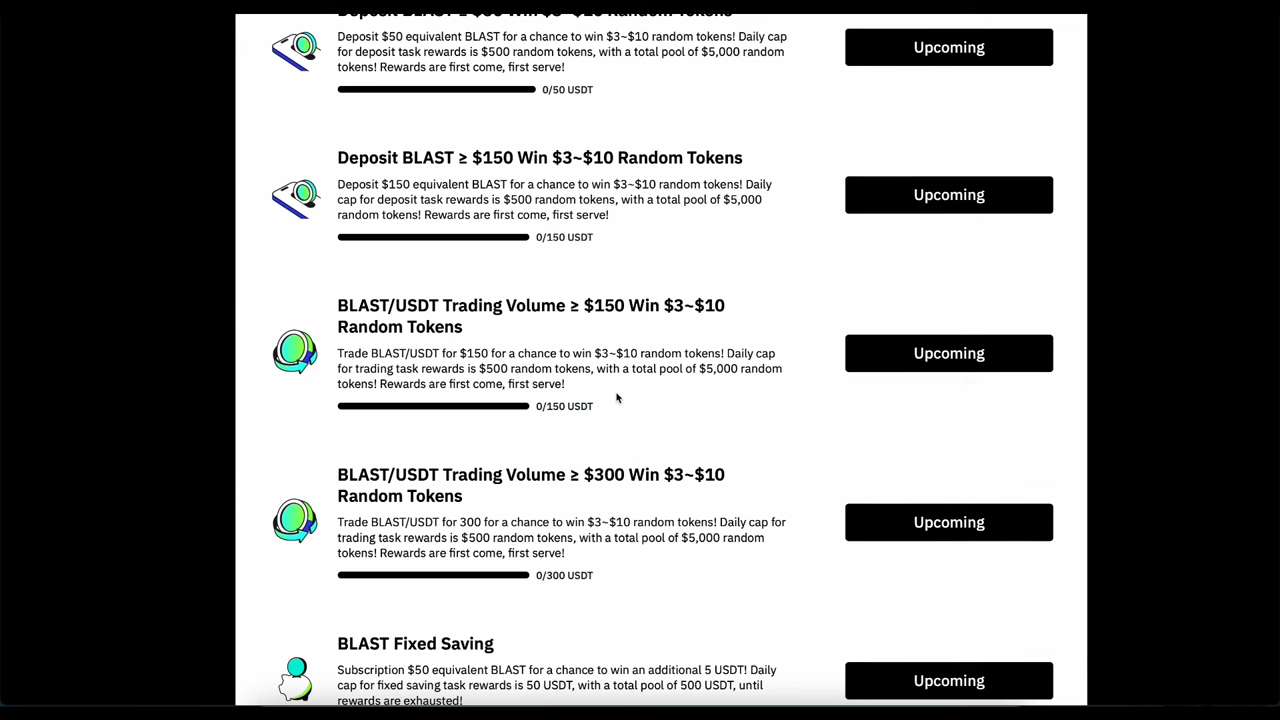 Deposit BLAST ≥ $50 Win $3~$10 Random Tokens
Deposit $50 equivalent BLAST for a chance to win $3~$10 random tokens! Daily cap
for deposit task rewards is $500 random tokens, with a total pool of $5,000 random
tokens! Rewards are first come, first serve!
0/50 USDT
Upcoming
Deposit BLAST ≥ $150 Win $3~$10 Random Tokens
Deposit $150 equivalent BLAST for a chance to win $3~$10 random tokens! Daily
cap for deposit task rewards is $500 random tokens, with a total pool of $5,000
random tokens! Rewards are first come, first serve!
0/150 USDT
Upcoming
BLAST/USDT Trading Volume ≥ $150 Win $3~$10
Random Tokens
Trade BLAST/USDT for $150 for a chance to win $3~$10 random tokens! Daily cap
for trading task rewards is $500 random tokens, with a total pool of $5,000 random
tokens! Rewards are first come, first serve!
0/150 USDT
Upcoming
BLAST/USDT Trading Volume ≥ $300 Win $3~$10
Random Tokens
Trade BLAST/USDT for 300 for a chance to win $3~$10 random tokens! Daily cap for
trading task rewards is $500 random tokens, with a total pool of $5,000 random
tokens! Rewards are first come, first serve!
0/300 USDT
Upcoming
BLAST Fixed Saving
Subscription $50 equivalent BLAST for a chance to win an additional 5 USDT! Daily
cap for fixed saving task rewards is 50 USDT, with a total pool of 500 USDT, until
rewards are exhausted!
Upcoming